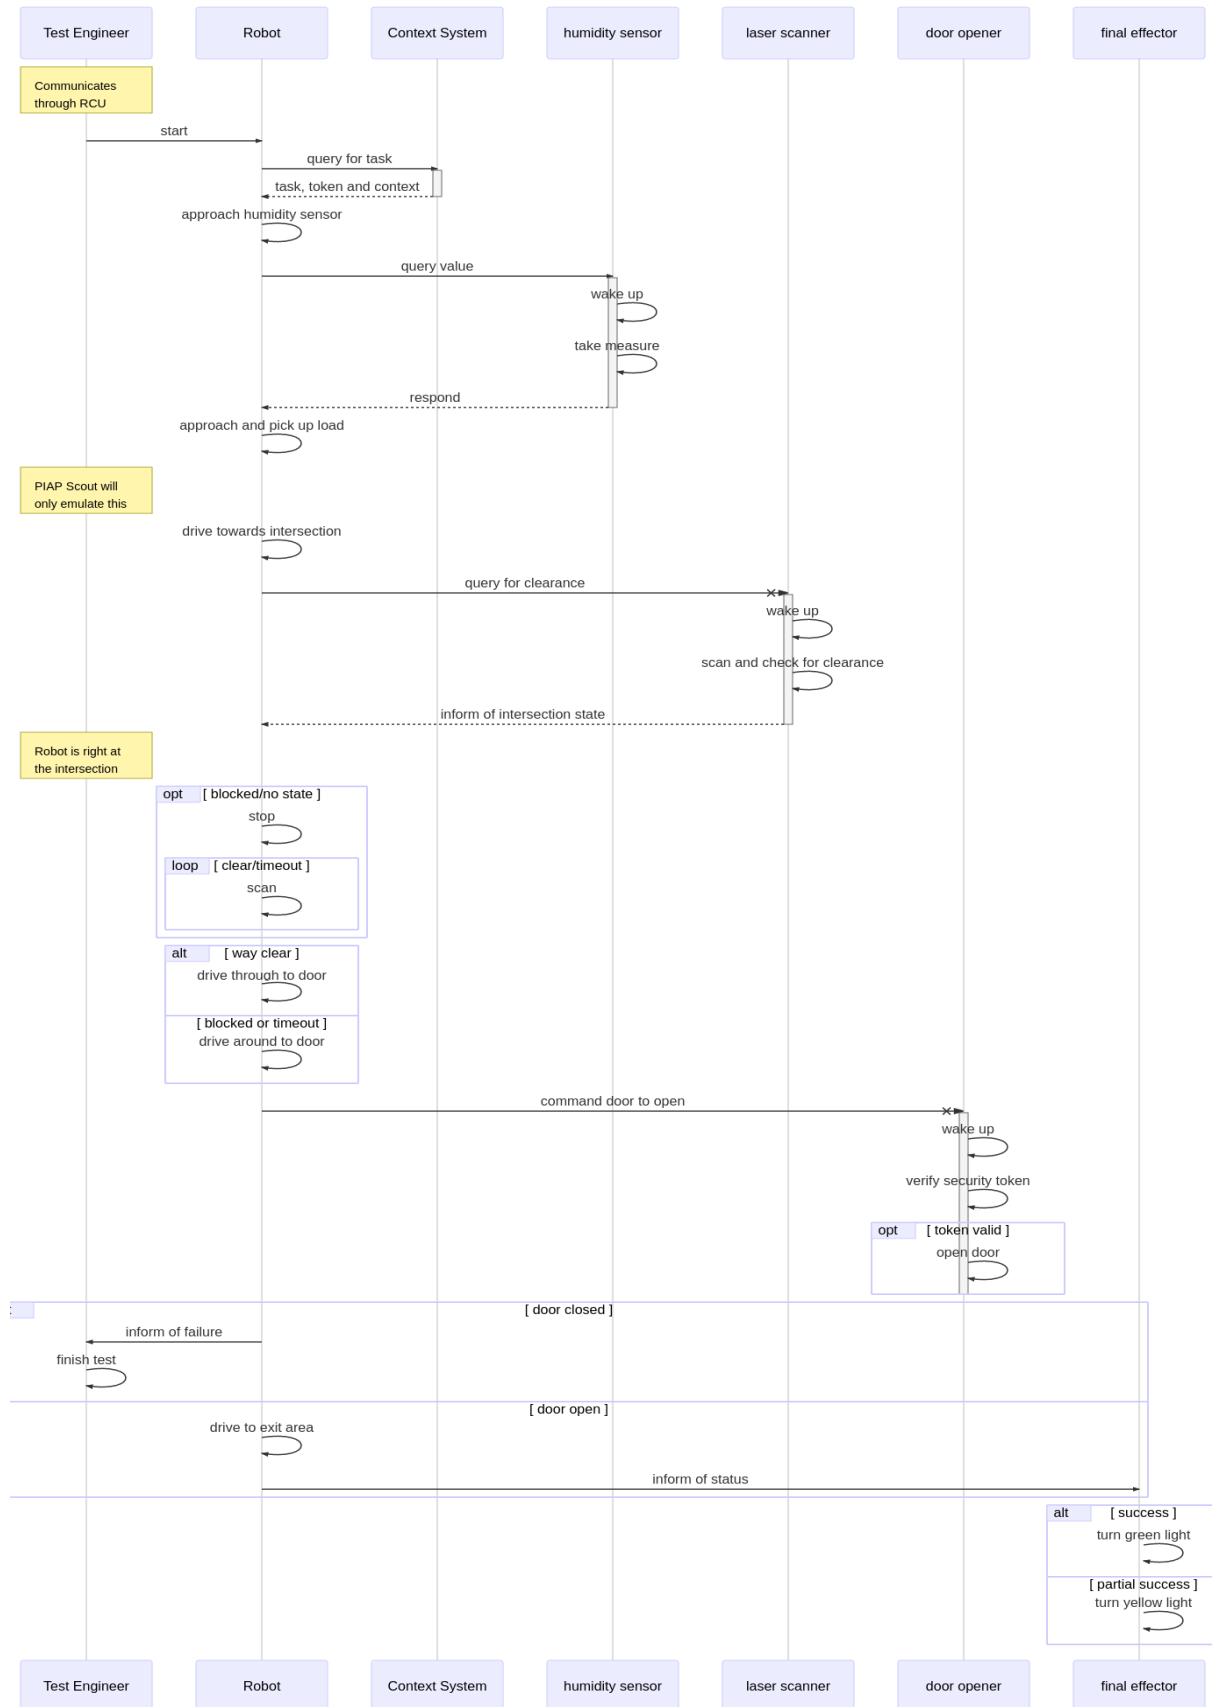 Test Engineer
Robot
Context System
humidity sensor
laser scanner
door opener
final effector
Communicates
through RCU
start
query for task
task, token and context
approach humidity sensor
query value
wake up
take measure
respond
approach and pick up load
PIAP Scout will
only emulate this
drive towards intersection
query for clearance
wake up
scan and check for clearance
inform of intersection state
Robot is right at
the intersection
opt
[ blocked/no state ]
stop
loop
[ clear/timeout ]
scan
alt
[ way clear ]
drive through to door
[ blocked or timeout ]
drive around to door
command door to open
wake up
verify security token
opt
[ token valid ]
open door
[ door closed ]
inform of failure
finish test
[ door open ]
drive to exit area
inform of status
alt
[ success ]
turn green light
[ partial success ]
turn yellow light
Test Engineer
Robot
Context System
humidity sensor
laser scanner
door opener
final effector